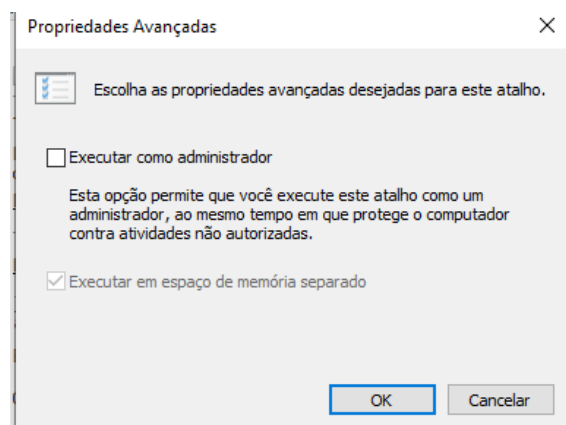 Propriedades Avançadas
Escolha as propriedades avançadas desejadas para este atalho.
Executar como administrador
Esta opção permite que você execute este atalho como um
administrador, ao mesmo tempo em que protege o computador
contra atividades não autorizadas.
Executar em espaço de memória separado
OK
Cancelar